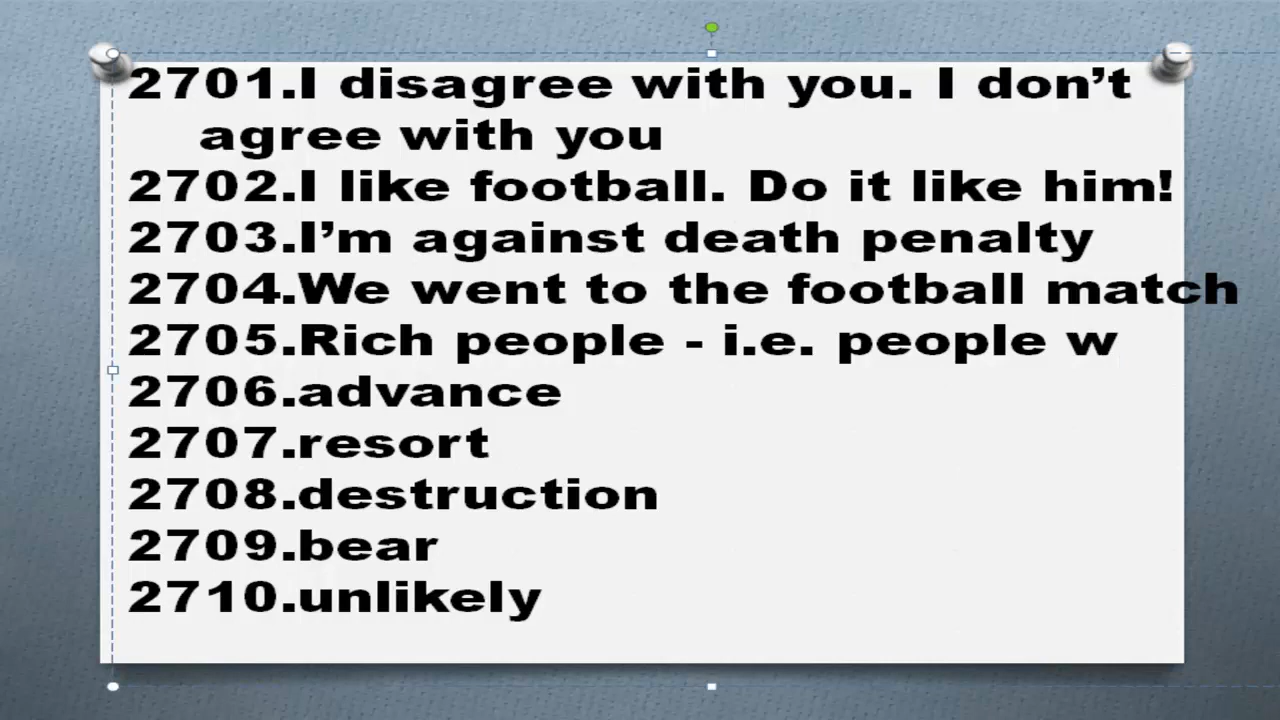 2701.I disagree with you. I don’t
agree with you
2702.I like football. Do it like him!
2703.I’m against death penalty
2704.We went to the football match
2705.Rich people - i.e. people w
2706.advance
2707.resort
2708.destruction
2709.bear
2710.unlikely